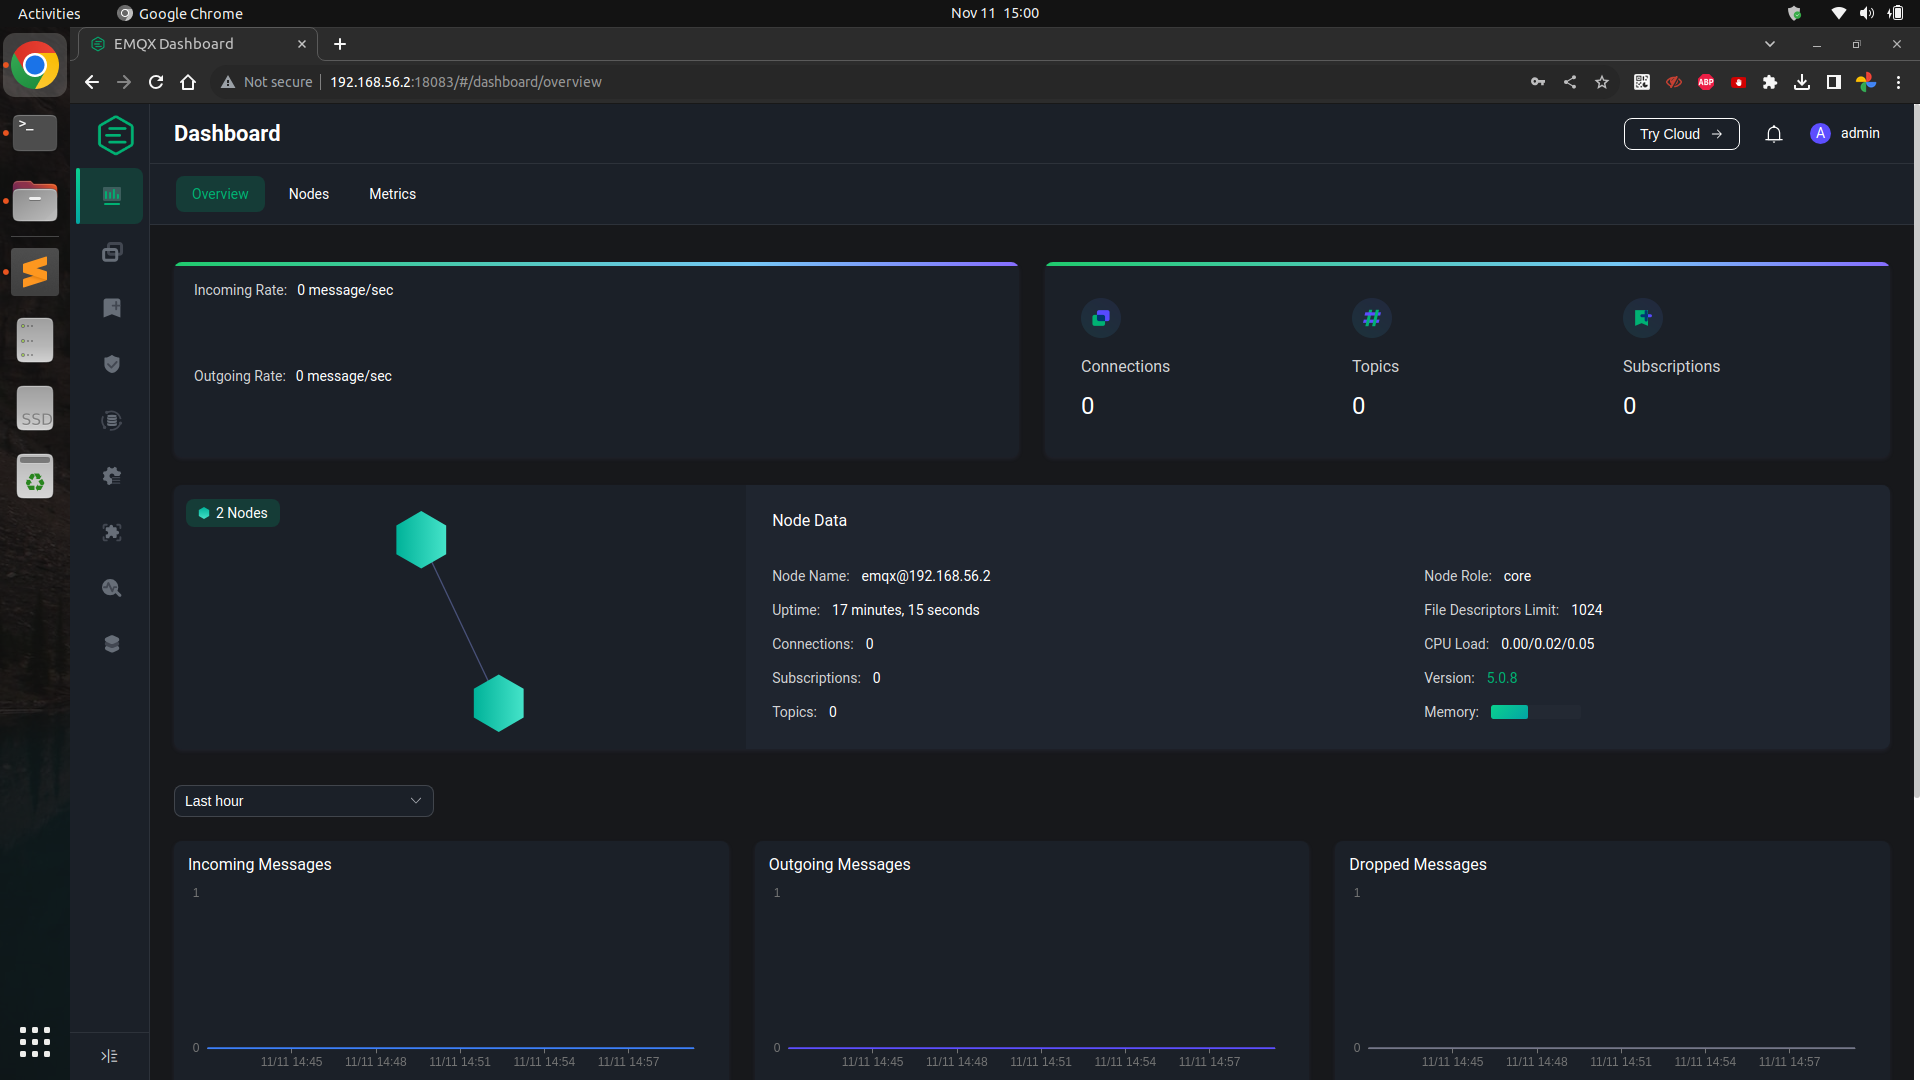 Activities
Google Chrome
Nov 11 15:00
EMQX Dashboard
Not secure
192.168.56.2:18083/#/dashboard/overview
ABP
>_
SSD
Dashboard
Try Cloud
A
admin
Overview
Nodes
Metrics
Incoming Rate: 0 message/sec
Outgoing Rate: 0 message/sec
Connections
0
Topics
0
Subscriptions
0
2 Nodes
Node Data
Node Name: emqx@192.168.56.2
Uptime: 17 minutes, 15 seconds
Connections: 0
Subscriptions: 0
Topics: 0
Node Role: core
File Descriptors Limit: 1024
CPU Load: 0.00/0.02/0.05
Version: 5.0.8
Memory:
Last hour
Incoming Messages
1
0
11/11 14:45 11/11 14:48 11/11 14:51 11/11 14:54 11/11 14:57
Outgoing Messages
1
0
11/11 14:45 11/11 14:48 11/11 14:51 11/11 14:54 11/11 14:57
Dropped Messages
1
0
11/11 14:45 11/11 14:48 11/11 14:51 11/11 14:54 11/11 14:57